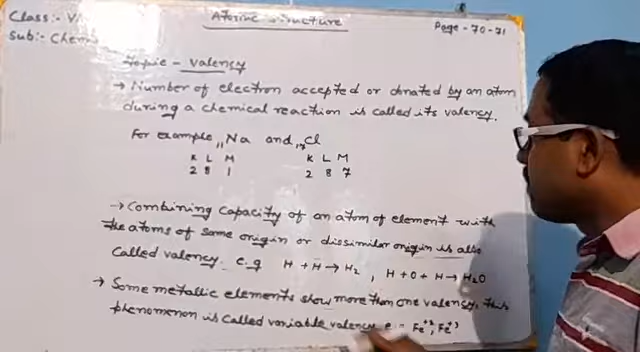 Class:- VI
Atomic Structure
Page - 70-71
Sub:- Chem
Topic - Valency
→ Number of electron accepted or donated by an atom
during a chemical reaction is called its valency.
For example, ₁₁Na and ₁₇Cl
K L M K L M
2 8 1 2 8 7
→ Combining capacity of an atom of element with
the atoms of same origin or dissimilar origin is also
called valency. e.g H + H → H₂ , H + O + H → H₂O
→ Some metallic elements show more than one valency, this
phenomenon is called variable valency e - Fe⁺², Fe⁺³